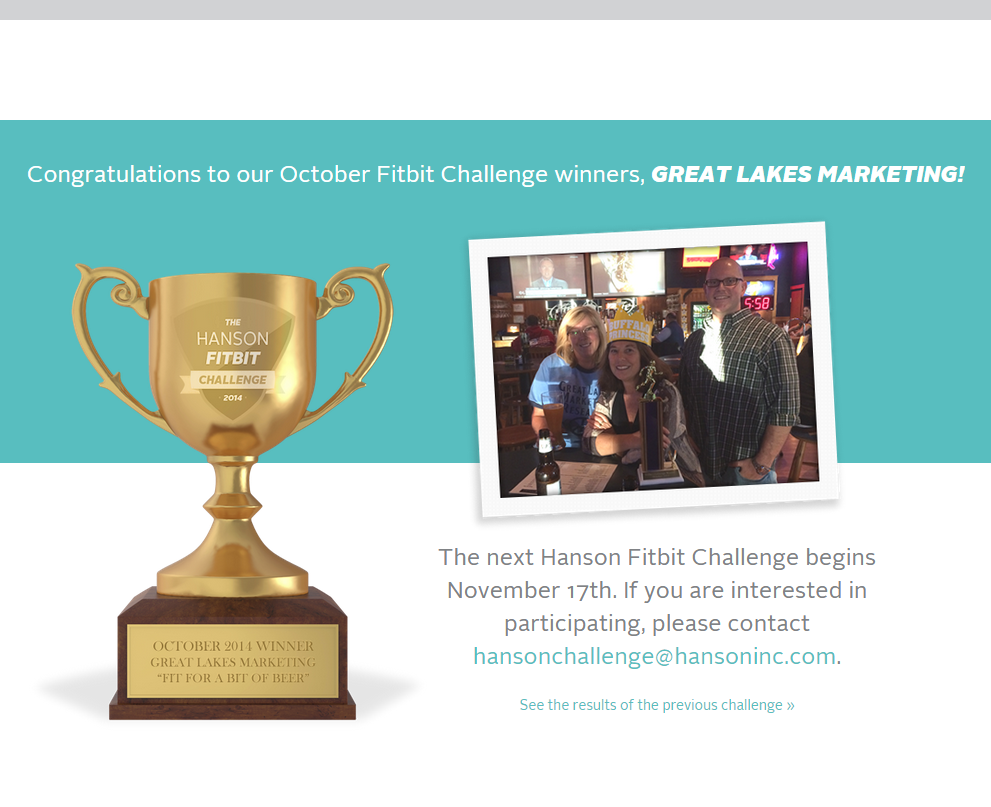 Congratulations to our October Fitbit Challenge winners, GREAT LAKES MARKETING!
THE
HANSON
FITBIT
CHALLENGE
· 2014 ·
BUFFALO
PRINCESS
5:58
GREAT LA
OCTOBER 2014 WINNER
GREAT LAKES MARKETING
“FIT FOR A BIT OF BEER”
The next Hanson Fitbit Challenge begins
November 17th. If you are interested in
participating, please contact
hansonchallenge@hansoninc.com.
See the results of the previous challenge »